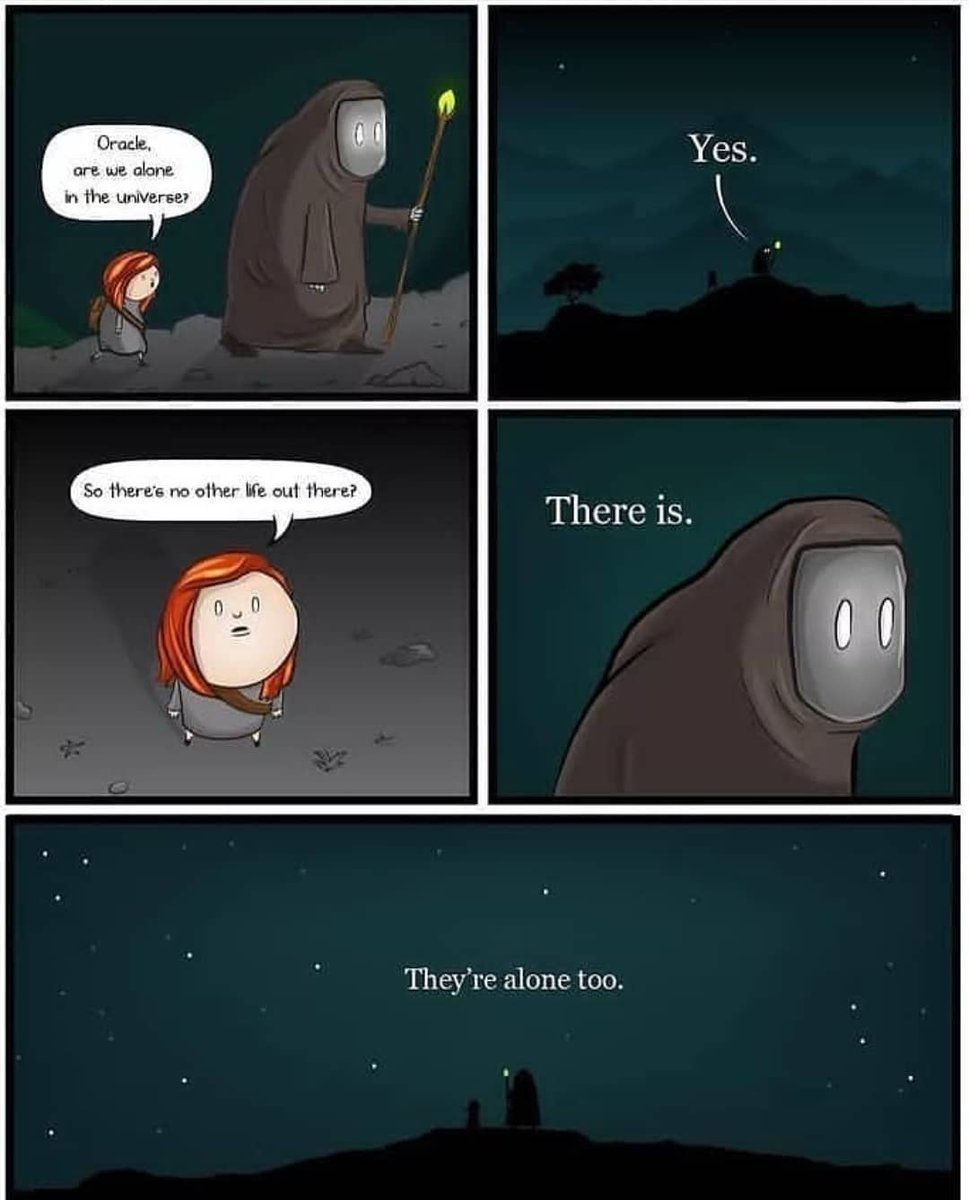 Oracle,
are we alone
in the universe?
Yes.
So there's no other life out there?
There is.
They're alone too.